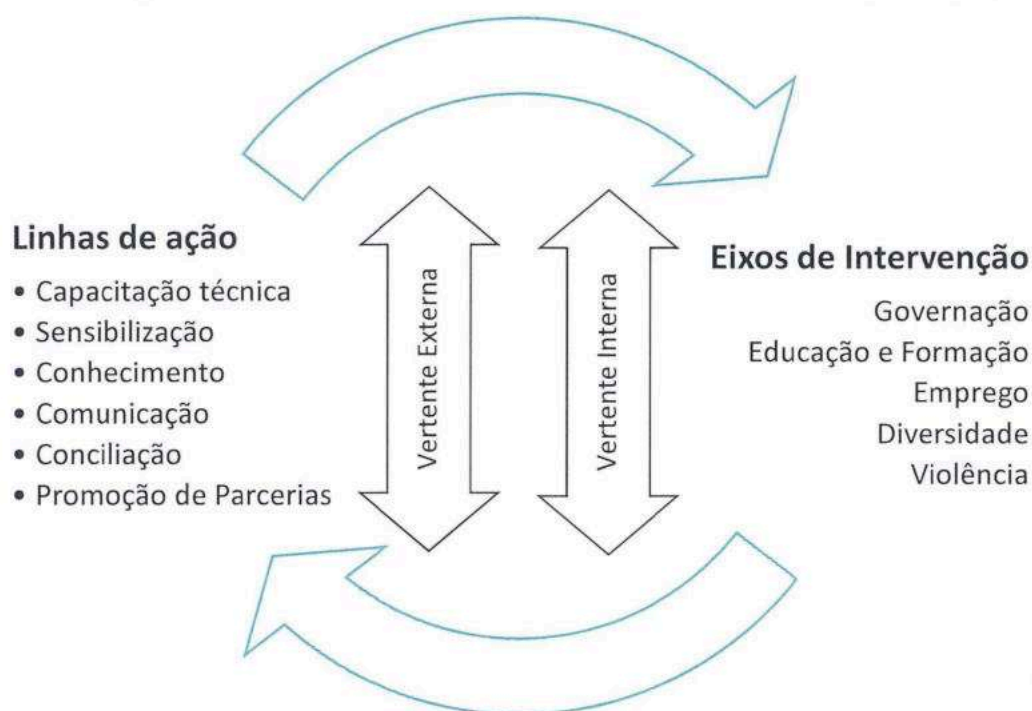 Linhas de ação
• Capacitação técnica
• Sensibilização
• Conhecimento
• Comunicação
• Conciliação
• Promoção de Parcerias
Vertente Externa
Vertente Interna
Eixos de Intervenção
Governação
Educação e Formação
Emprego
Diversidade
Violência